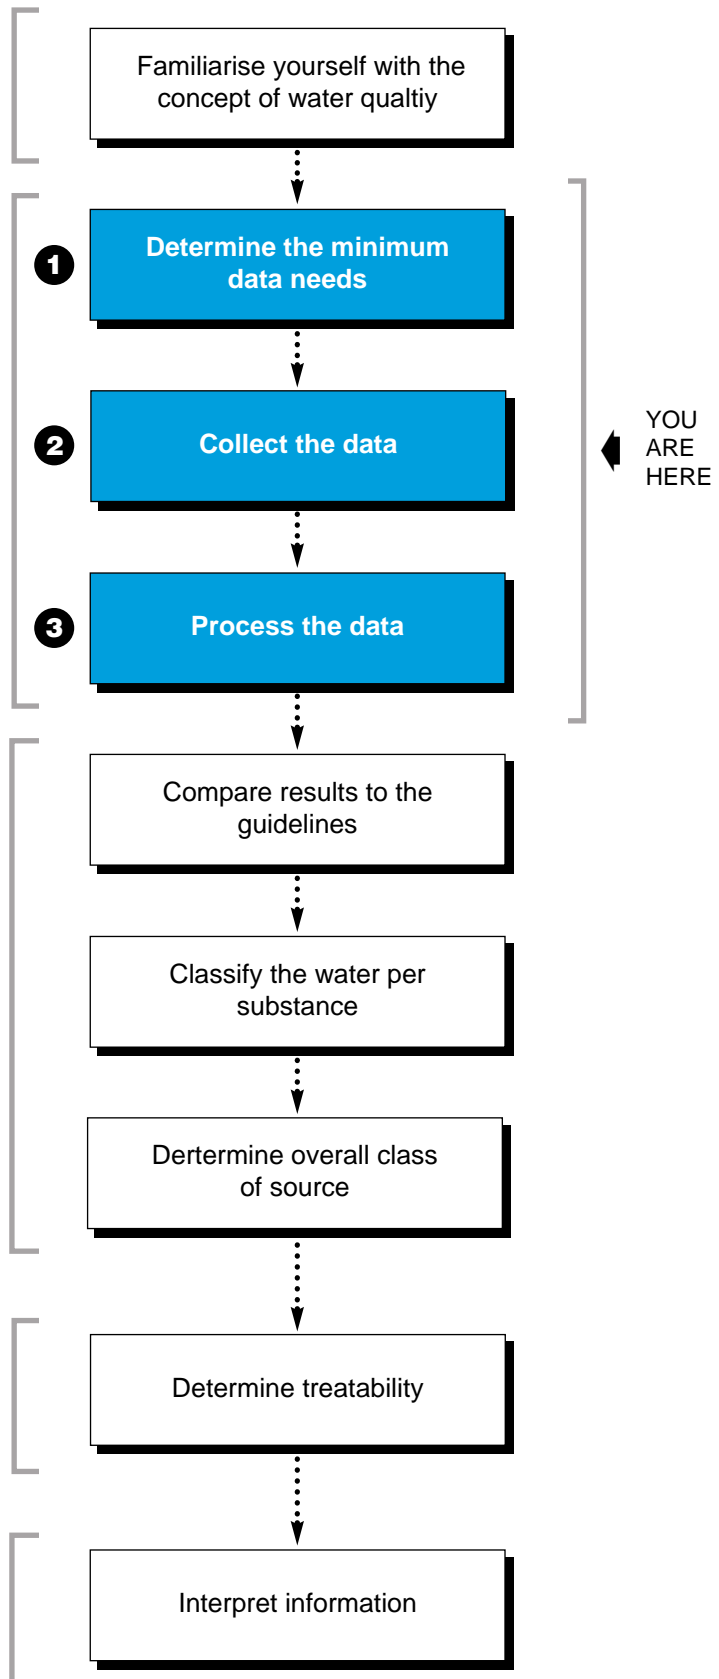 Familiarise yourself with the
concept of water qualtiy
1
Determine the minimum
data needs
2
Collect the data
YOU
ARE
HERE
3
Process the data
Compare results to the
guidelines
Classify the water per
substance
Dertermine overall class
of source
Determine treatability
Interpret information